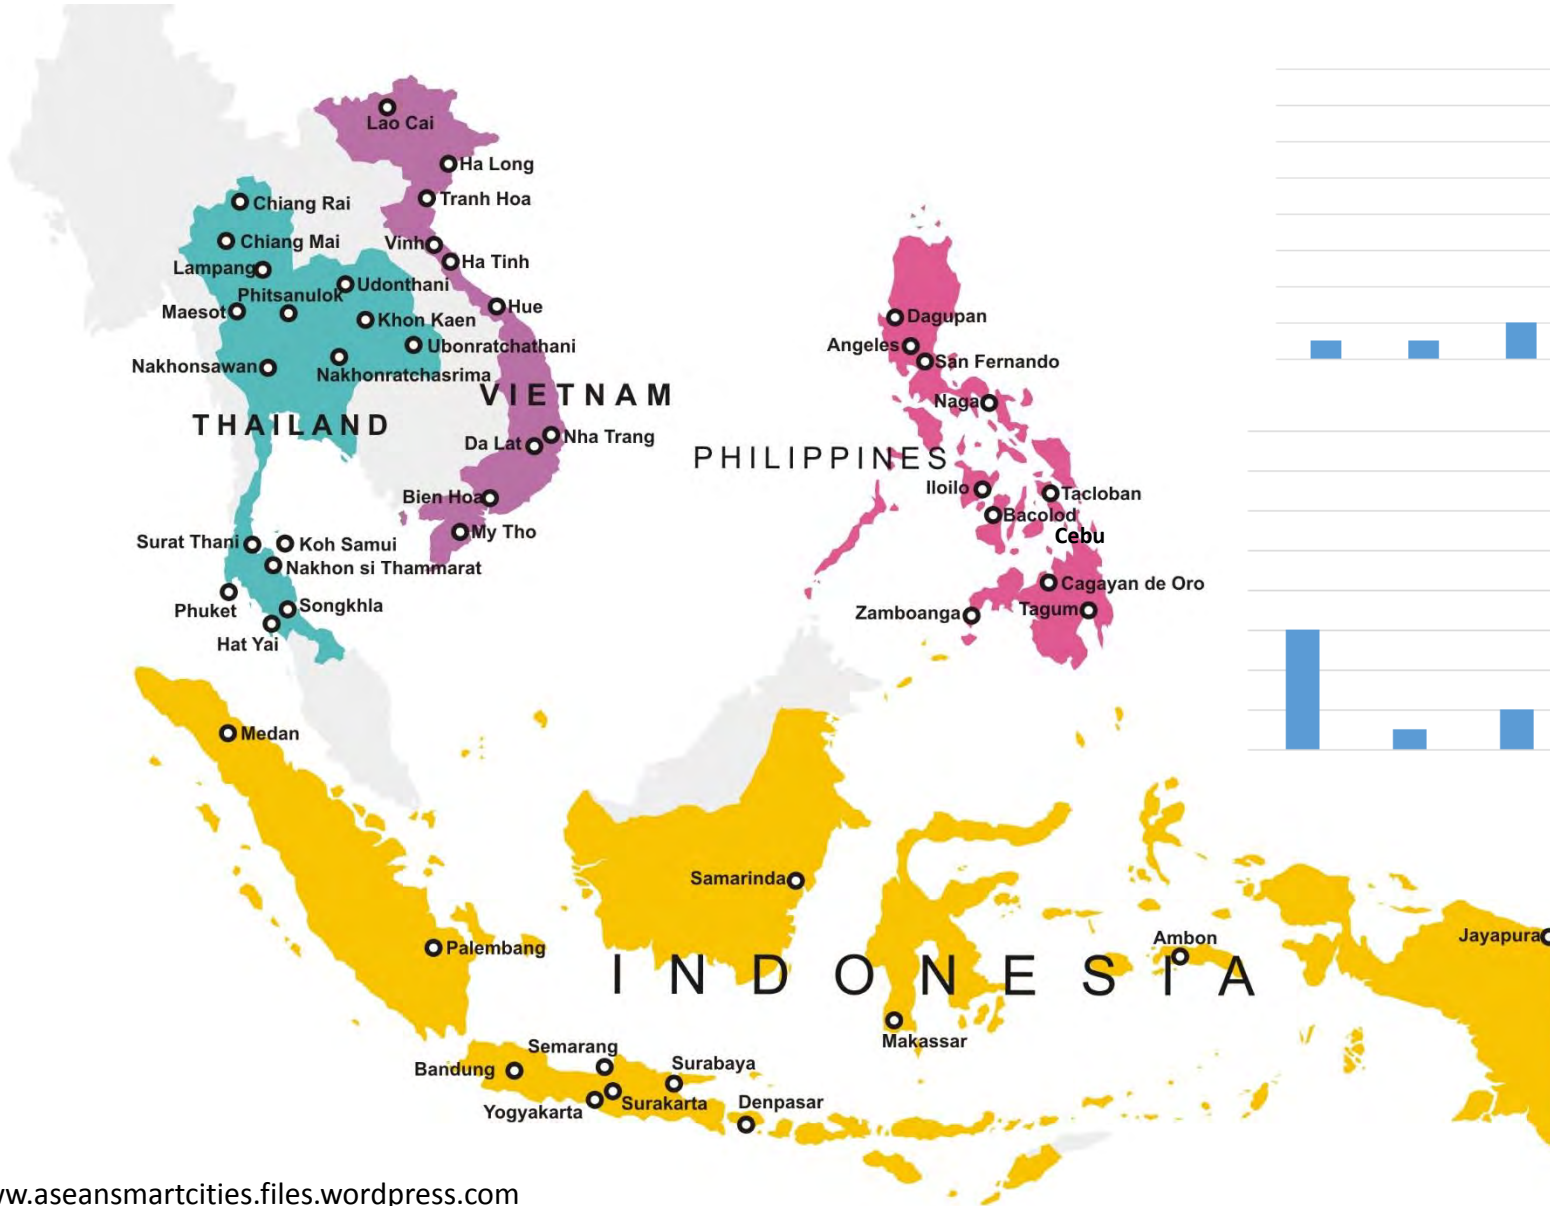 Lao Cai
Ha Long
Tranh Hoa
Chiang Rai
Chiang Mai
Vinh
Ha Tinh
Lampang
Udonthani
Phitsanulok
Maesot
Hue
Khon Kaen
Ubonratchathani
Nakhonsawan
Nakhonratchasrima
VIETNAM
THAILAND
Nha Trang
Da Lat
Bien Hoa
My Tho
Surat Thani
Koh Samui
Nakhon si Thammarat
Phuket
Songkhla
Hat Yai
Dagupan
Angeles
San Fernando
Naga
PHILIPPINES
Iloilo
Tacloban
Bacolod
Cebu
Cagayan de Oro
Zamboanga
Tagum
Medan
Samarinda
Palembang
Ambon
Jayapura
INDONESIA
Makassar
Semarang
Bandung
Surabaya
Yogyakarta
Surakarta
Denpasar
w.aseansmartcities.files.wordpress.com